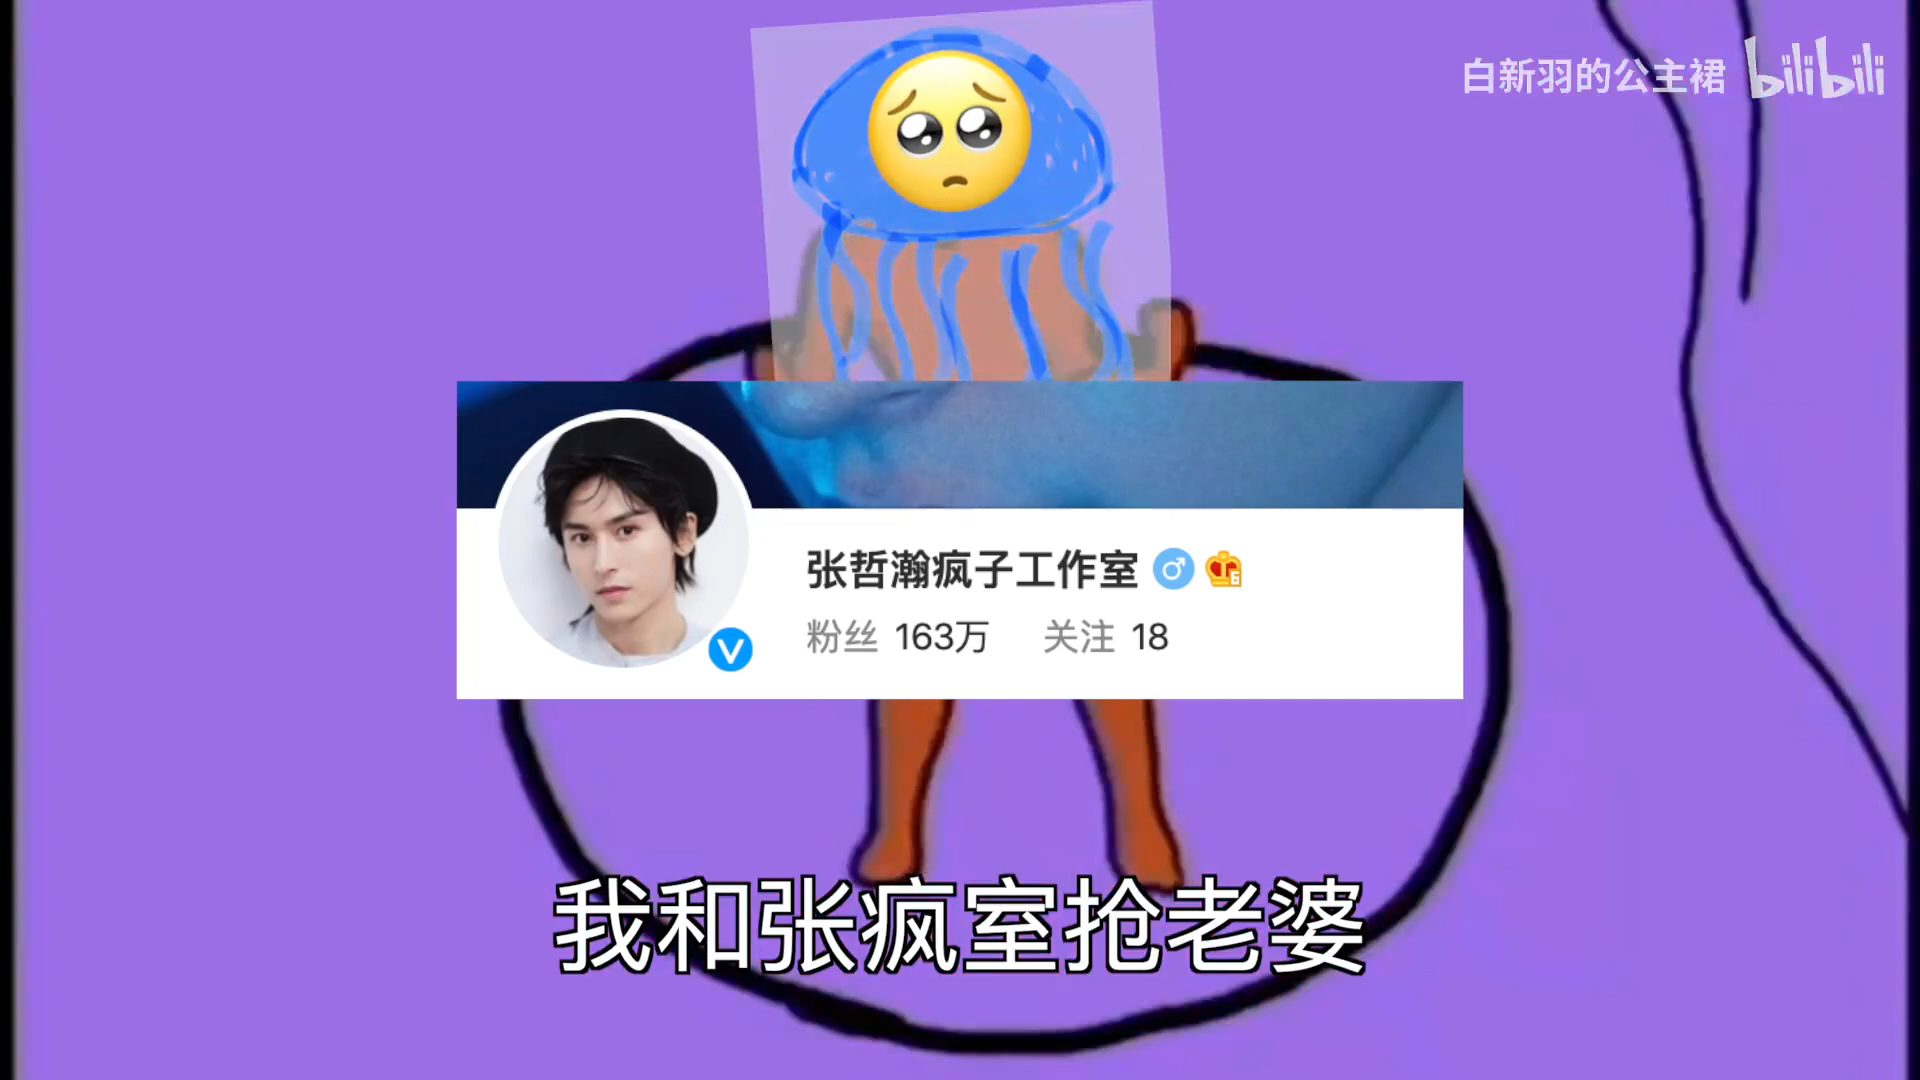 白新羽的公主裙 bilibili
张哲瀚疯子工作室 6
粉丝 163万 关注 18
我和张疯室抢老婆